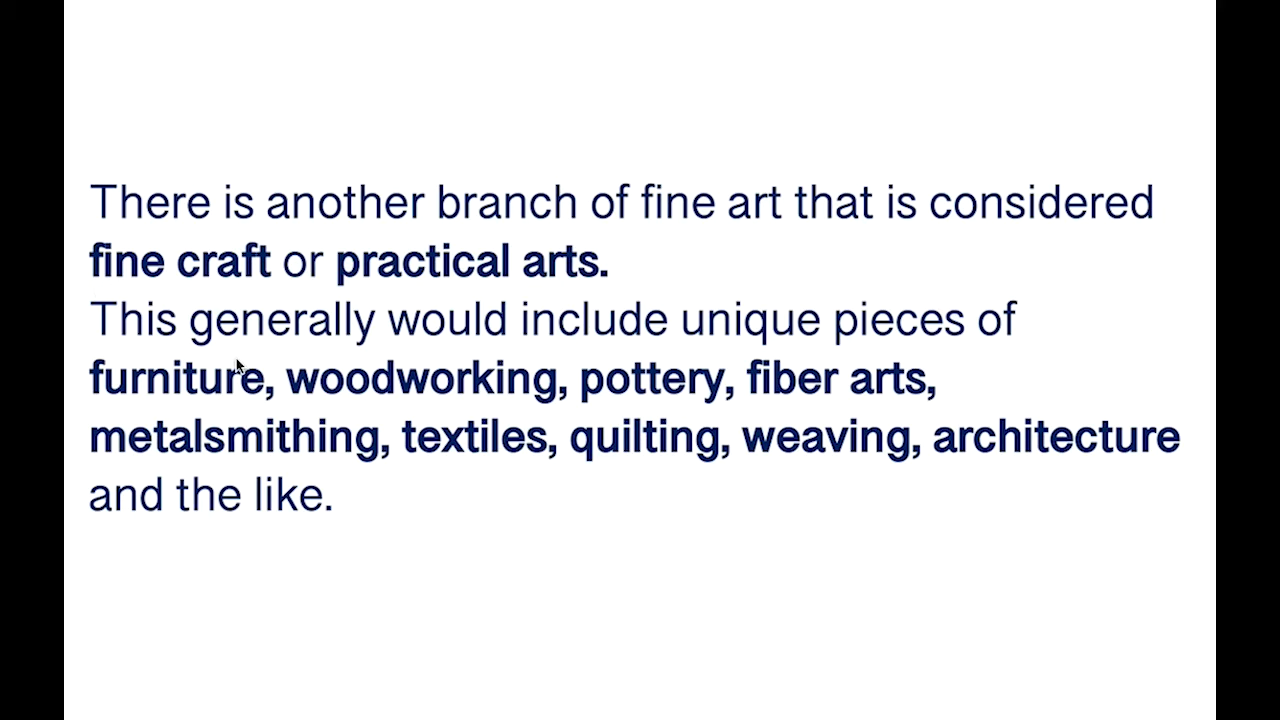 There is another branch of fine art that is considered
fine craft or practical arts.
This generally would include unique pieces of
furniture, woodworking, pottery, fiber arts,
metalsmithing, textiles, quilting, weaving, architecture
and the like.